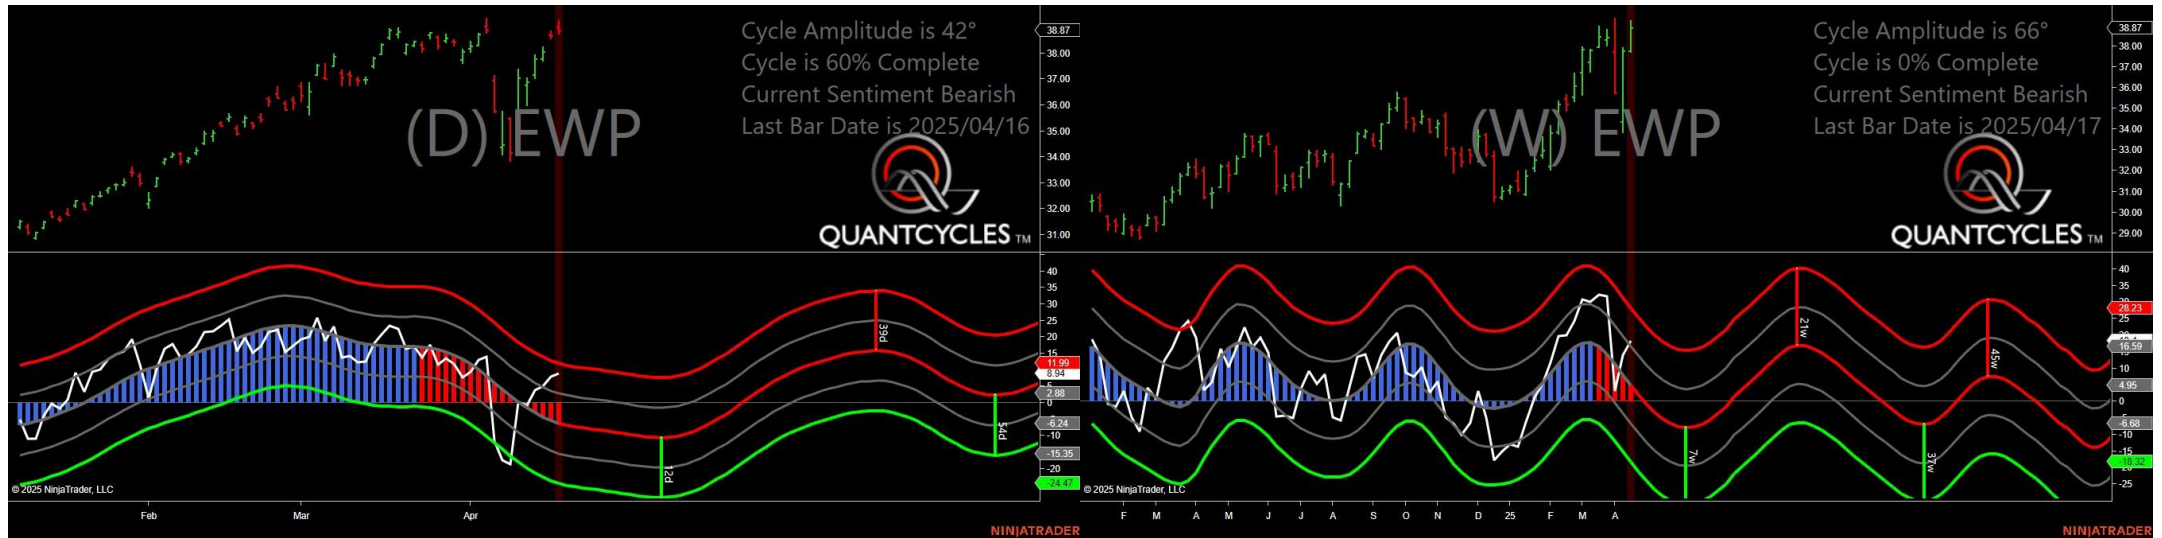 Cycle Amplitude is 42°
Cycle is 60% Complete
Current Sentiment Bearish
Last Bar Date is 2025/04/16
(D) EWP
QUANTCYCLES TM
38.87
38.00
37.00
36.00
35.00
34.00
33.00
32.00
31.00
40
35
30
25
20
15
11.99
8.94
5
2.88
0
-6.24
-10
-15.35
-20
-24.47
39d
54d
12d
© 2025 NinjaTrader, LLC
Feb Mar Apr
NINJATRADER
Cycle Amplitude is 66°
Cycle is 0% Complete
Current Sentiment Bearish
Last Bar Date is 2025/04/17
(W) EWP
QUANTCYCLES TM
38.87
38.00
37.00
36.00
35.00
34.00
33.00
32.00
31.00
30.00
29.00
40
35
28.23
25
16.59
10
4.95
0
-6.68
-10
-15
-18.32
-25
21w
45w
7w
37w
© 2025 NinjaTrader, LLC
F M A M J J A S O N D 25 F M A
NINJATRADER